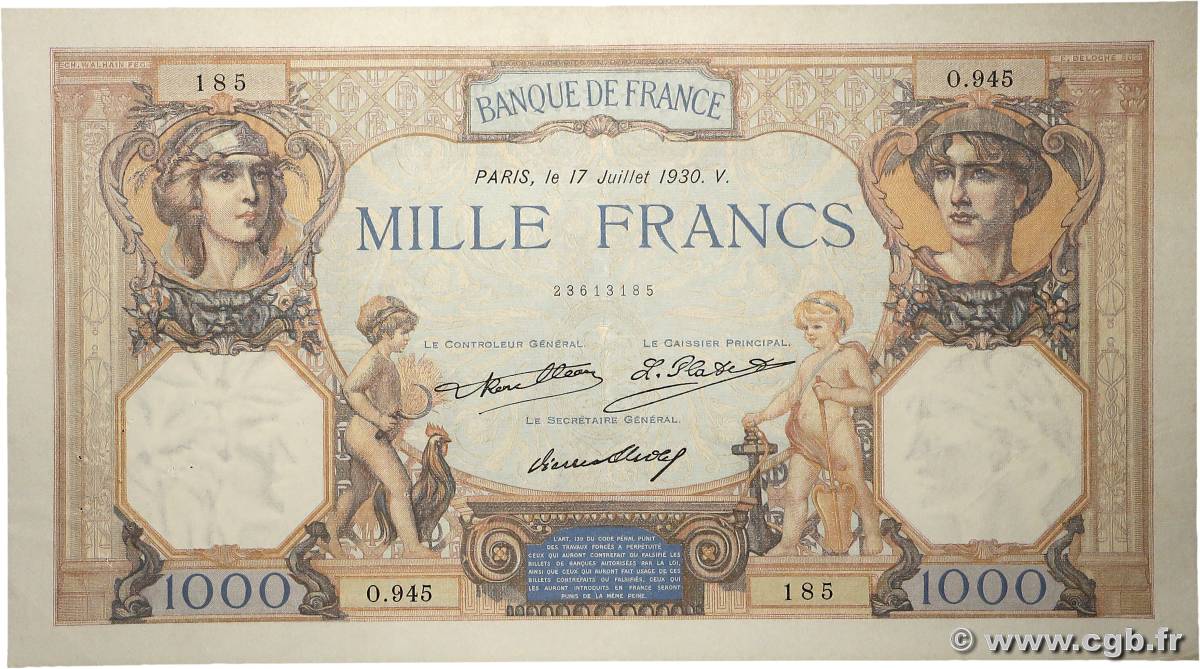 CH. WALHAIN FEC.
185
O.945
BANQUE DE FRANCE
PARIS, le 17 Juillet 1930. V.
MILLE FRANCS
23613185
LE CONTROLEUR GÉNÉRAL.
LE CAISSIER PRINCIPAL.
L. Platet
LE SECRÉTAIRE GÉNÉRAL.
L'ART. 139 DU CODE PÉNAL PUNIT
DES TRAVAUX FORCÉS A PERPÉTUITÉ
CEUX QUI AURONT CONTREFAIT OU FALSIFIÉ LES
BILLETS DE BANQUES AUTORISÉES PAR LA LOI,
AINSI QUE CEUX QUI AURONT FAIT USAGE DE CES
BILLETS CONTREFAITS OU FALSIFIÉS, CEUX QUI
LES AURONT INTRODUITS EN FRANCE SERONT
PUNIS DE LA MÊME PEINE.
1000
O.945
185
1000
© www.cgb.fr